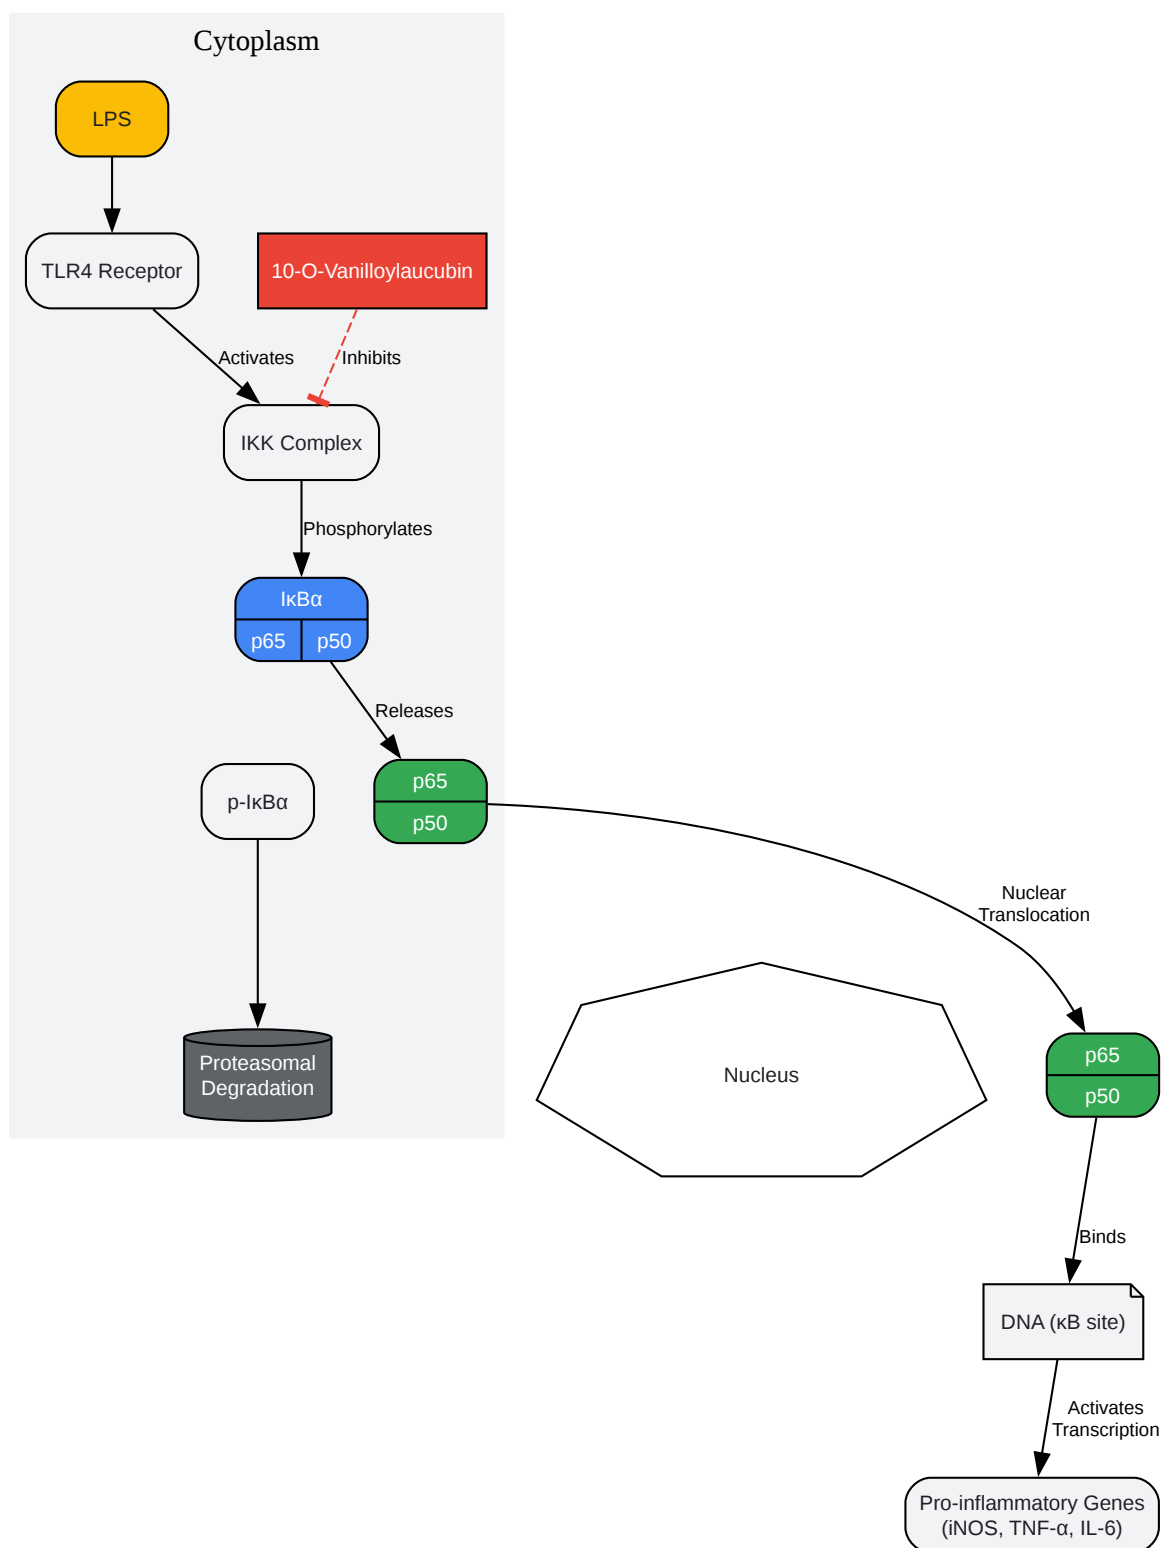 Cytoplasm
LPS
TLR4 Receptor
10-O-Vanilloylaucubin
Activates
Inhibits
IKK Complex
Phosphorylates
IκBα
p65
p50
Releases
p-IκBα
p65
p50
Nuclear
Translocation
Proteasomal
Degradation
Nucleus
p65
p50
Binds
DNA (κB site)
Activates
Transcription
Pro-inflammatory Genes
(iNOS, TNF-α, IL-6)